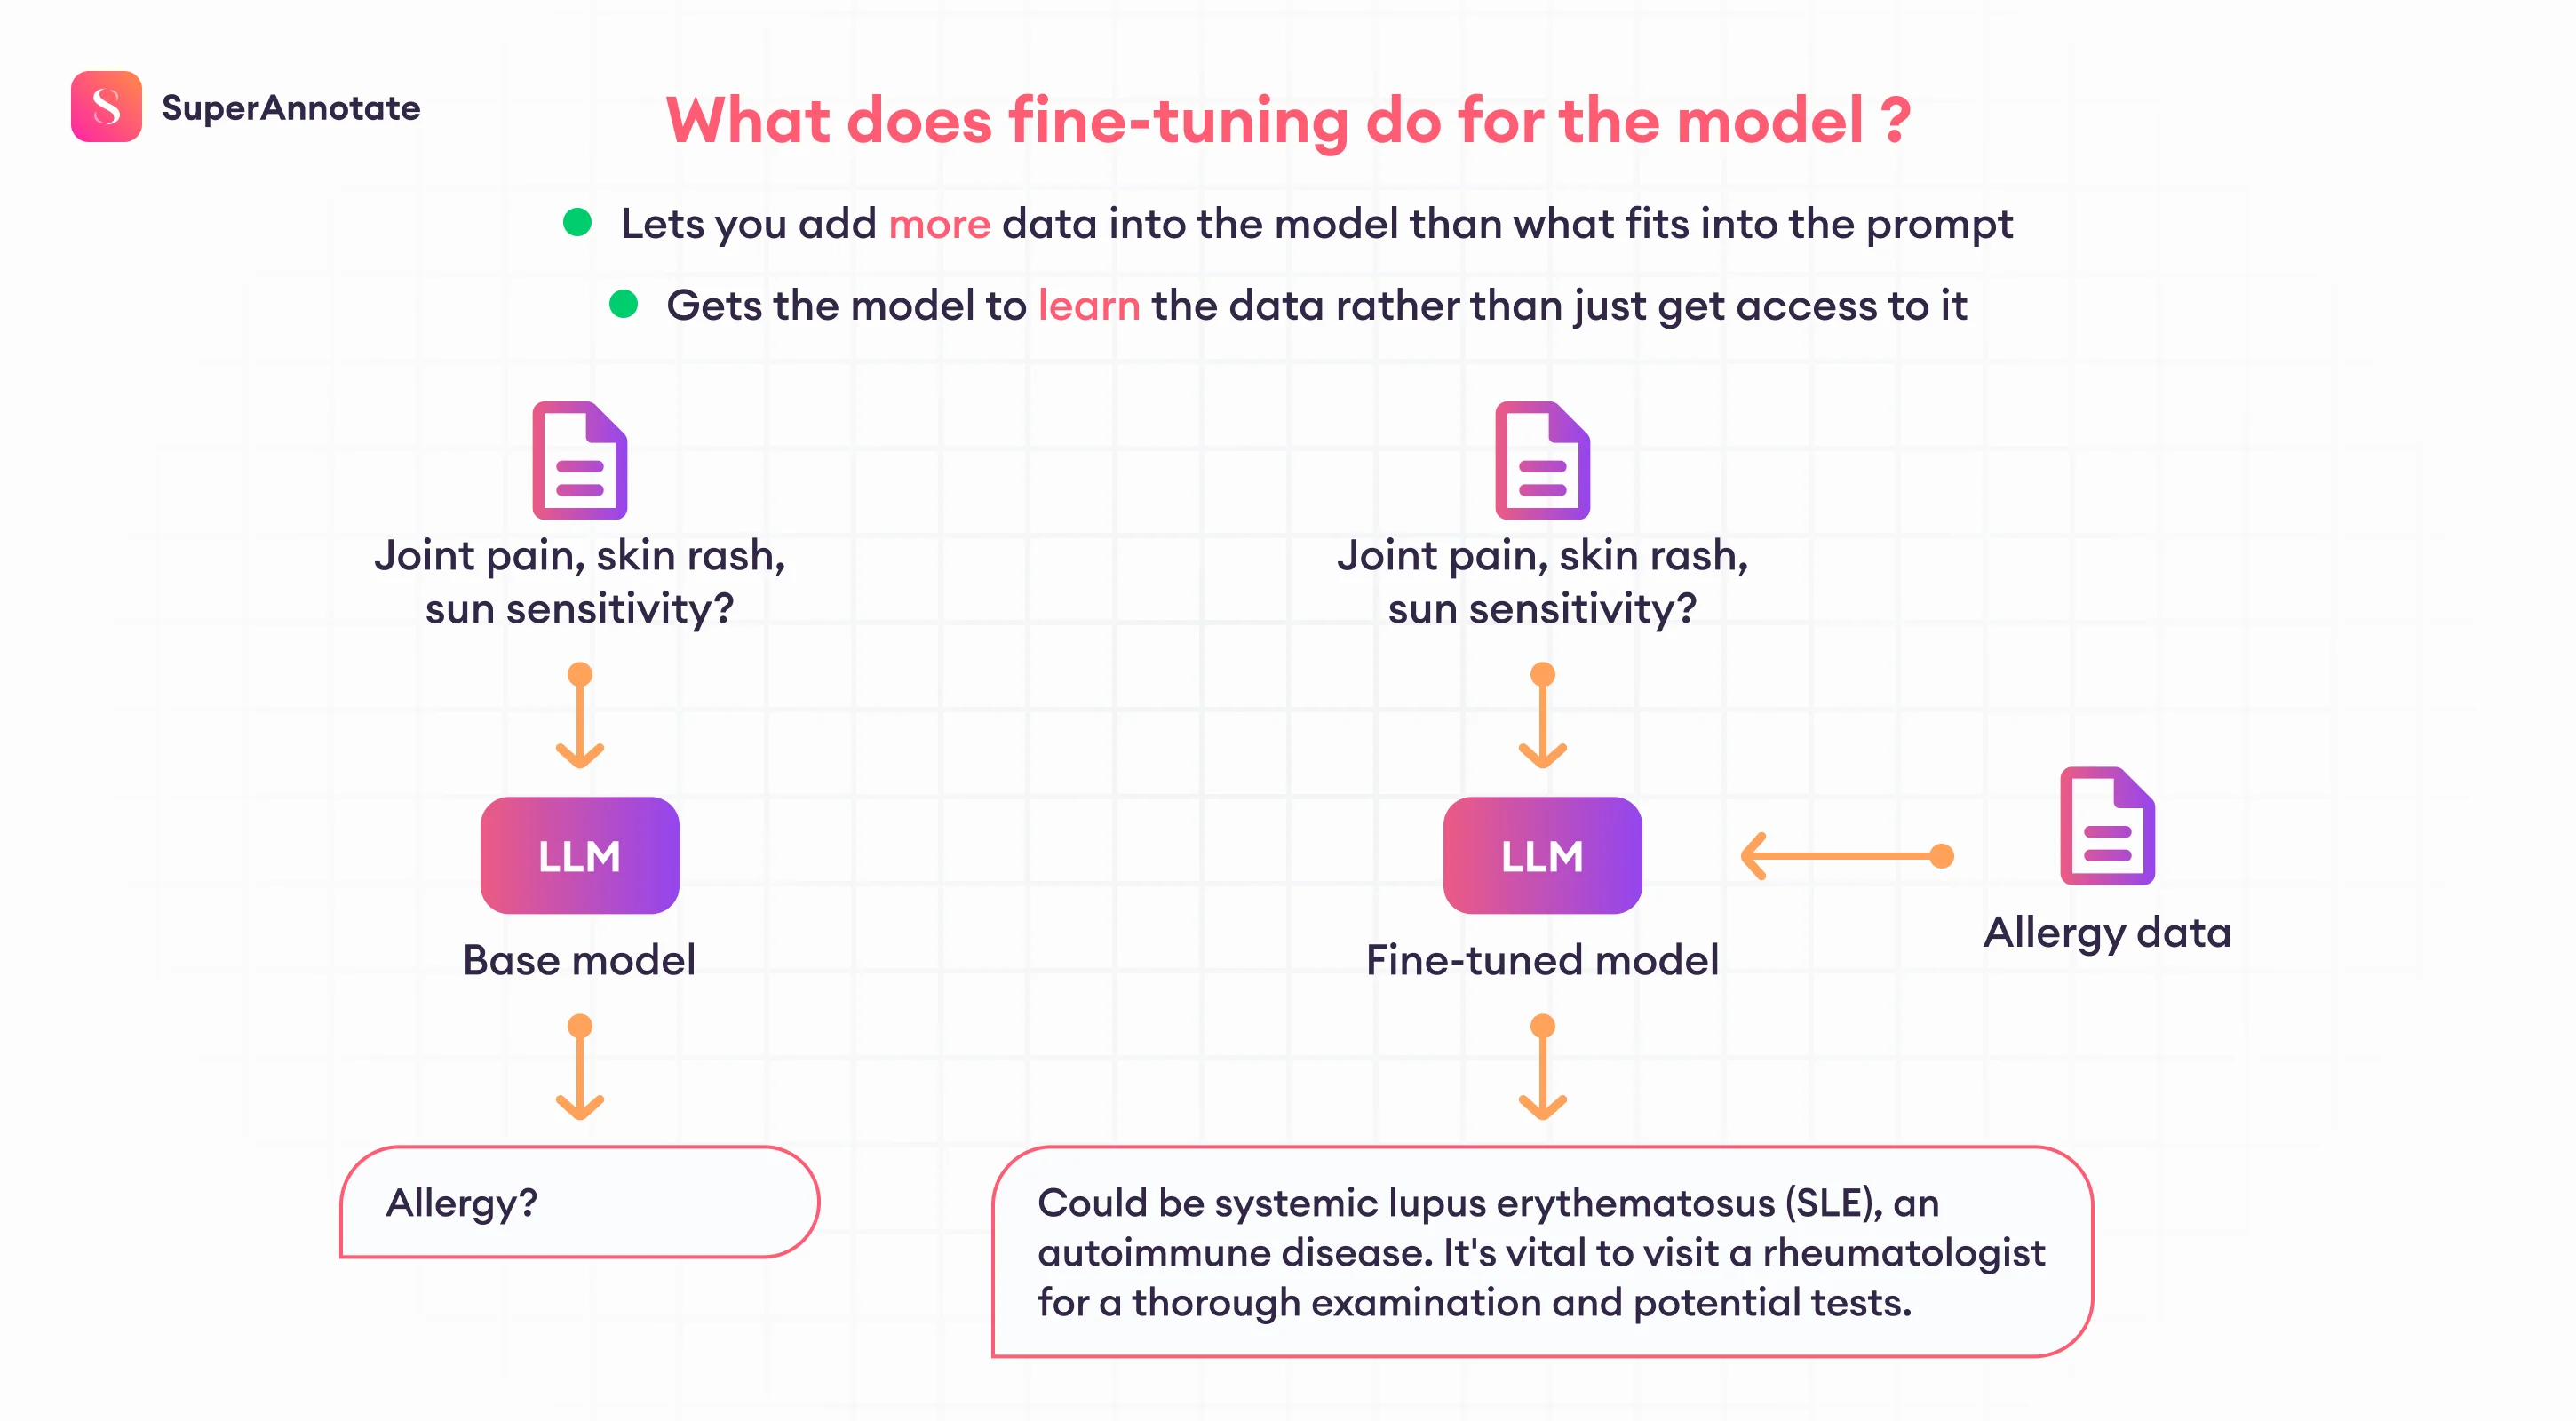 SuperAnnotate
What does fine-tuning do for the model ?
Lets you add more data into the model than what fits into the prompt
Gets the model to learn the data rather than just get access to it
Joint pain, skin rash,
sun sensitivity?
LLM
Base model
Allergy?
Joint pain, skin rash,
sun sensitivity?
LLM
Fine-tuned model
Allergy data
Could be systemic lupus erythematosus (SLE), an
autoimmune disease. It's vital to visit a rheumatologist
for a thorough examination and potential tests.